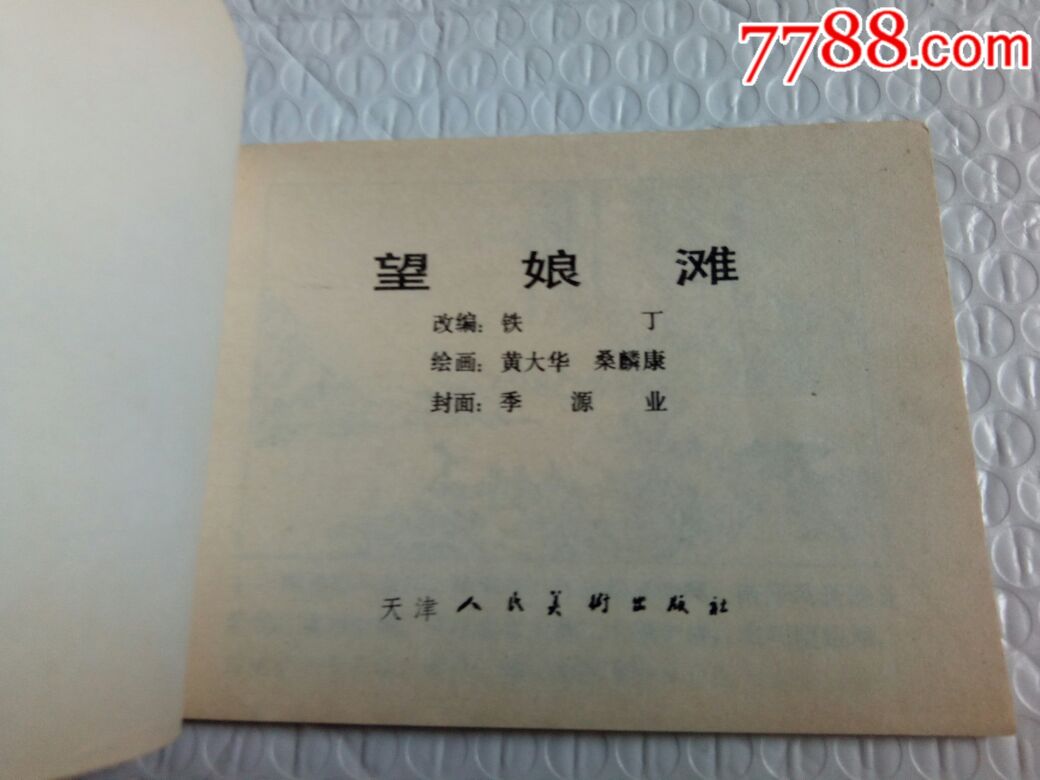 7788.com
望娘滩
改编：铁丁
绘画：黄大华 桑麟康
封面：季源业
天津人民美术出版社